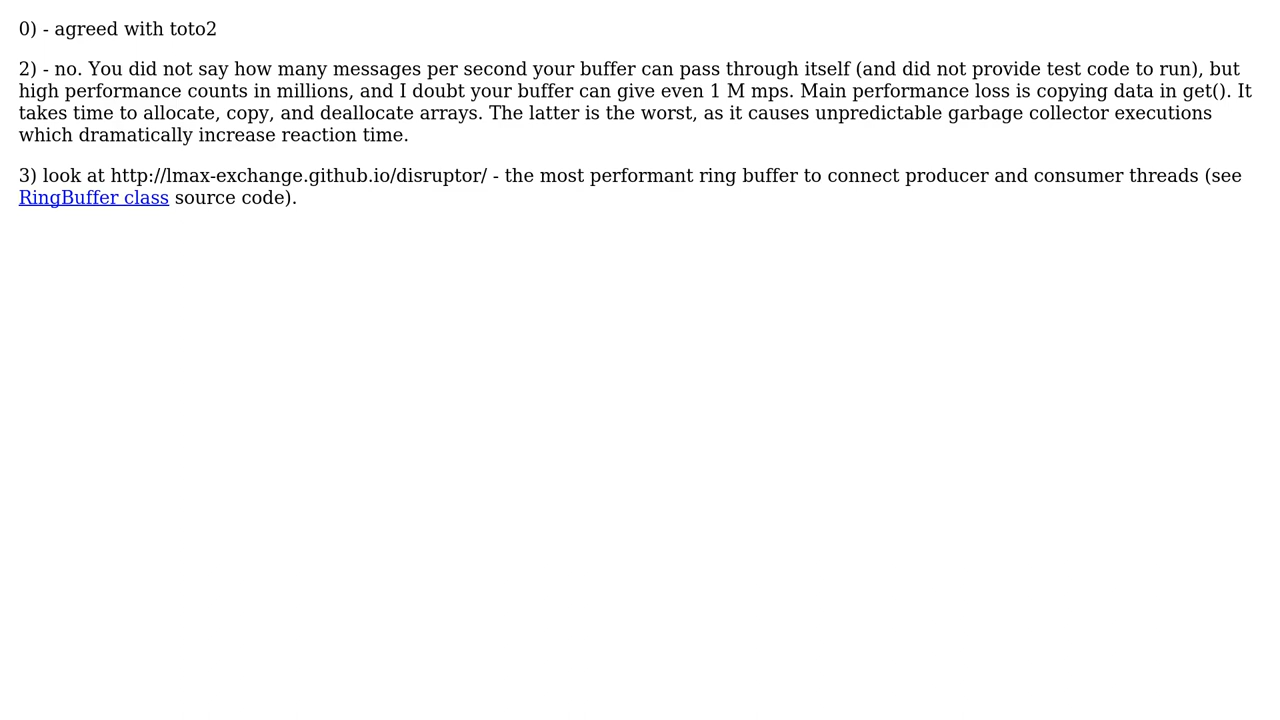 0) - agreed with toto2
2) - no. You did not say how many messages per second your buffer can pass through itself (and did not provide test code to run), but
high performance counts in millions, and I doubt your buffer can give even 1 M mps. Main performance loss is copying data in get(). It
takes time to allocate, copy, and deallocate arrays. The latter is the worst, as it causes unpredictable garbage collector executions
which dramatically increase reaction time.
3) look at http://lmax-exchange.github.io/disruptor/ - the most performant ring buffer to connect producer and consumer threads (see
RingBuffer class source code).